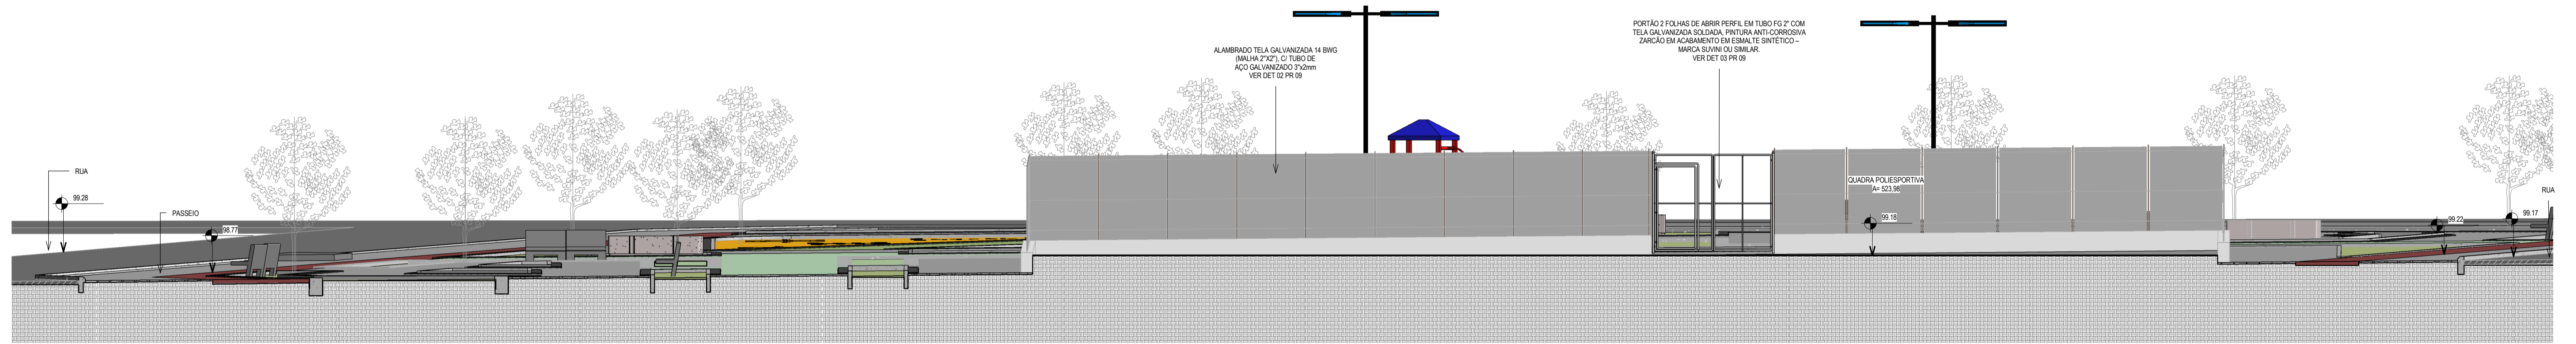 PORTÃO 2 FOLHAS DE ABRIR PERFIL EM TUBO FG 2" COM
TELA GALVANIZADA SOLDADA, PINTURA ANTI-CORROSIVA
ZARCÃO EM ACABAMENTO EM ESMALTE SINTÉTICO –
MARCA SUVINI OU SIMILAR.
VER DET 03 PR 09
ALAMBRADO TELA GALVANIZADA 14 BWG
(MALHA 2"X2"), C/ TUBO DE
AÇO GALVANIZADO 3"x2mm
VER DET 02 PR 09
RUA
99.28
PASSEIO
98.77
QUADRA POLIESPORTIVA
A= 523,98
99.18
RUA
99.22
99.17